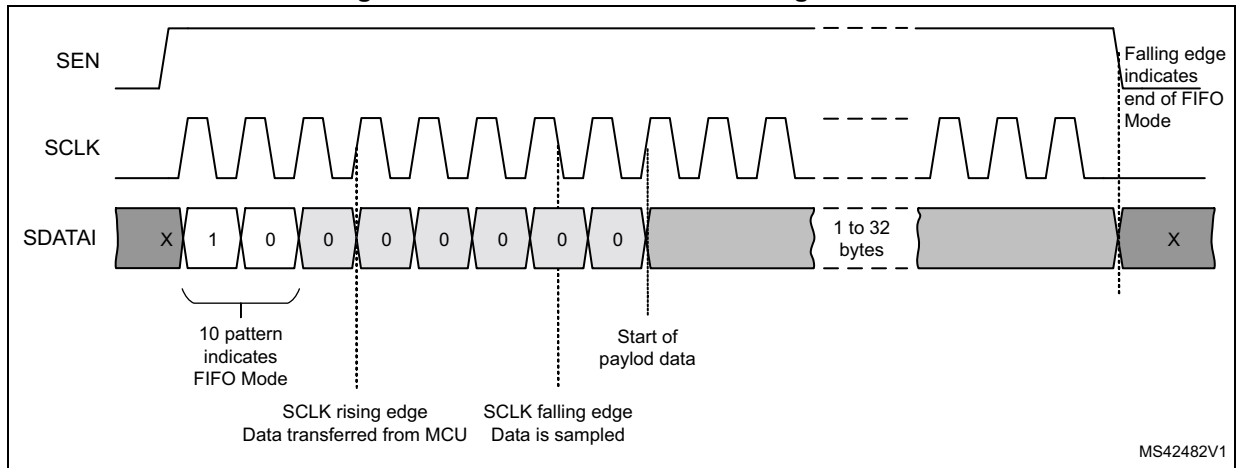 SEN
Falling edge
indicates
end of FIFO
Mode
SCLK
SDATAI
X
1
0
0
0
0
0
0
0
1 to 32
bytes
X
10 pattern
indicates
FIFO Mode
Start of
paylod data
SCLK rising edge
Data transferred from MCU
SCLK falling edge
Data is sampled
MS42482V1